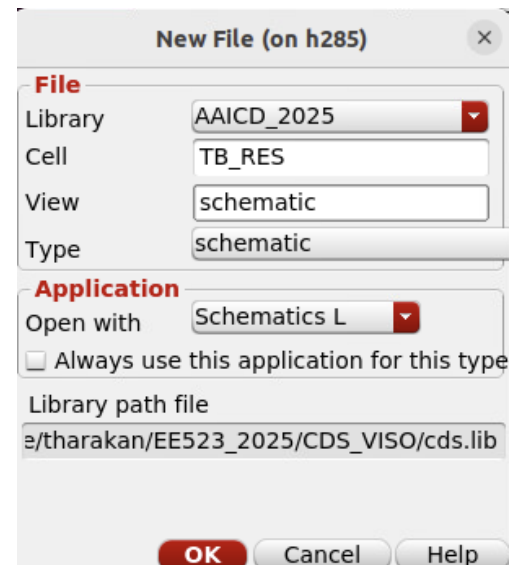 New File (on h285)
File
Library AAICD_2025
Cell TB_RES
View schematic
Type schematic
Application
Open with Schematics L
Always use this application for this type
Library path file
e/tharakan/EE523_2025/CDS_VISO/cds.lib
OK Cancel Help